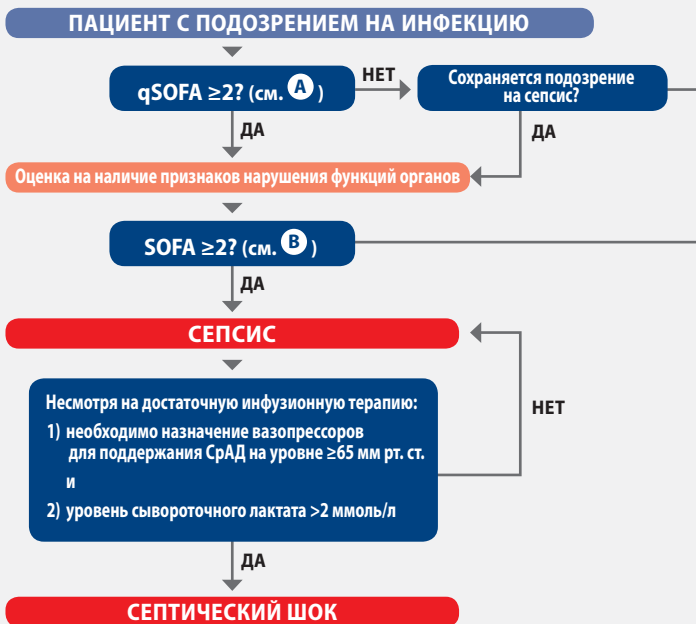 ПАЦИЕНТ С ПОДОЗРЕНИЕМ НА ИНФЕКЦИЮ
qSOFA ≥2? (см. A )
НЕТ
Сохраняется подозрение
на сепсис?
ДА
ДА
Оценка на наличие признаков нарушения функций органов
SOFA ≥2? (см. B )
ДА
СЕПСИС
Несмотря на достаточную инфузионную терапию:
1) необходимо назначение вазопрессоров
для поддержания СрАД на уровне ≥65 мм рт. ст.
и
2) уровень сывороточного лактата >2 ммоль/л
НЕТ
ДА
СЕПТИЧЕСКИЙ ШОК